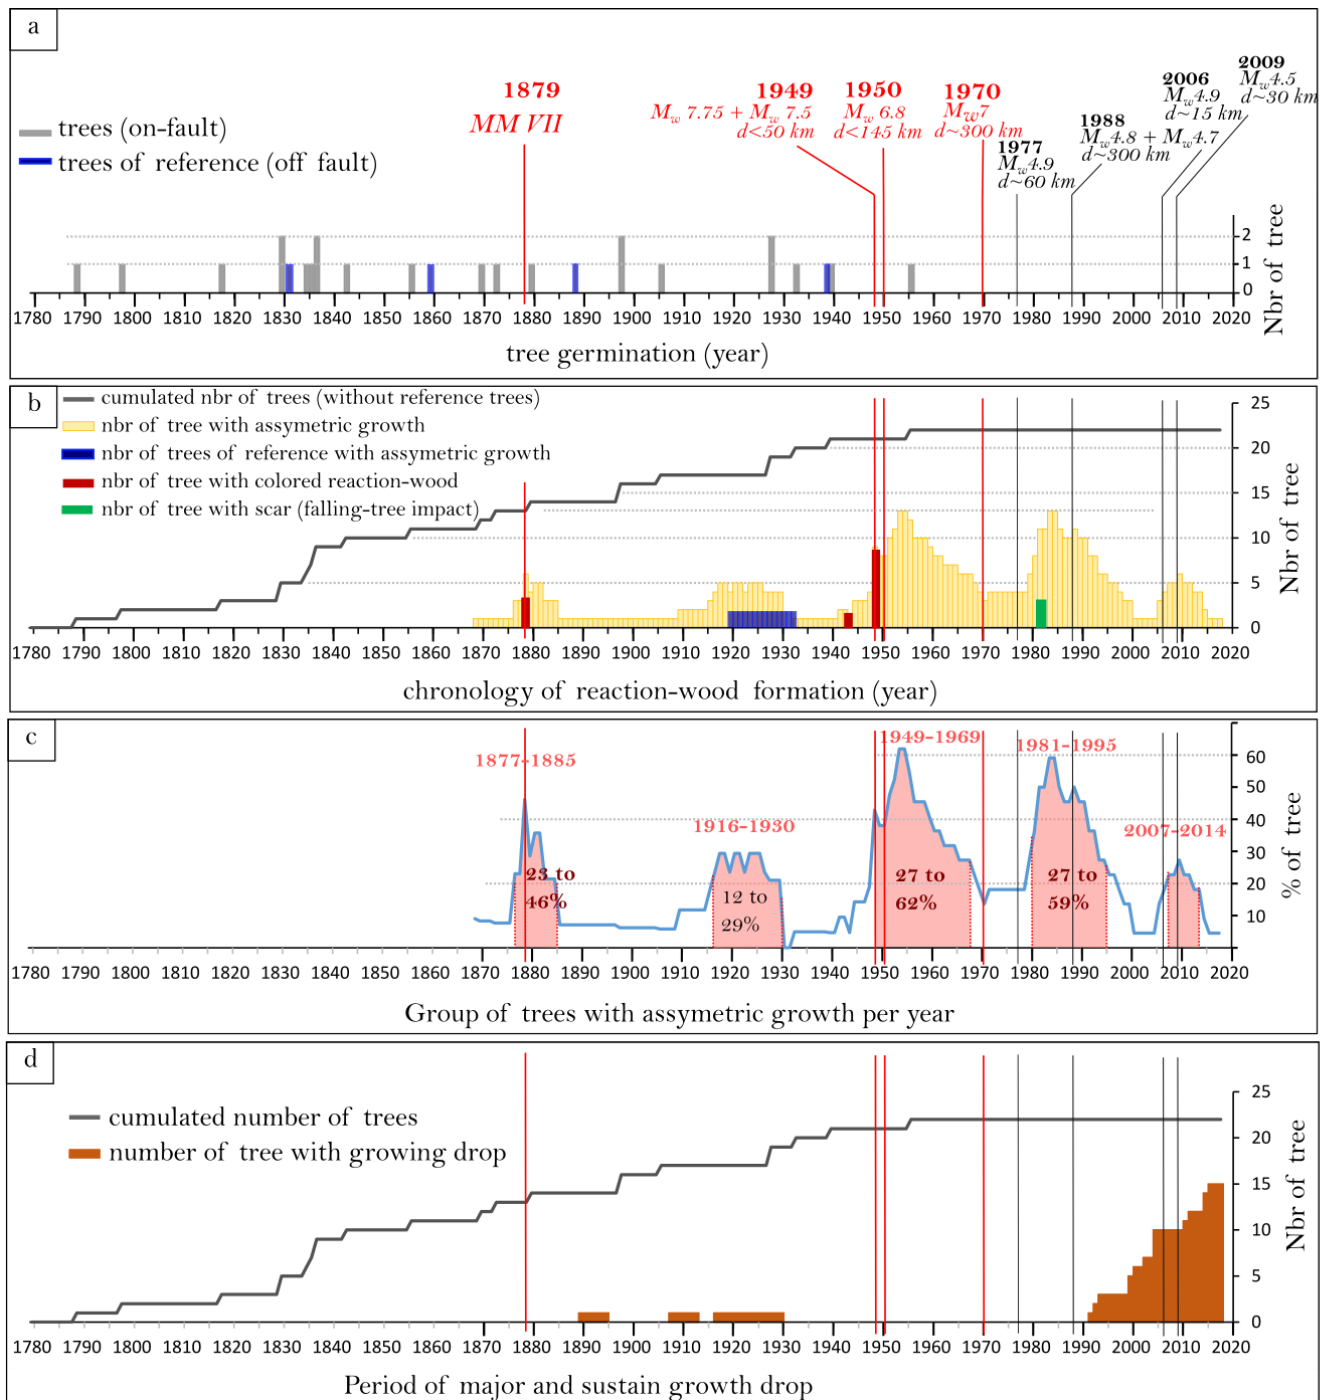 a
1879
MM VII
1949
Mw 7.75 + Mw 7.5
d<50 km
1950
Mw 6.8
d<145 km
1970
Mw7
d~300 km
1977
Mw4.9
d~60 km
1988
Mw4.8 + Mw4.7
d~300 km
2006
Mw4.9
d~15 km
2009
Mw4.5
d~30 km
trees (on-fault)
trees of reference (off fault)
2
1
0
Nbr of tree
1780 1790 1800 1810 1820 1830 1840 1850 1860 1870 1880 1890 1900 1910 1920 1930 1940 1950 1960 1970 1980 1990 2000 2010 2020
tree germination (year)
b
cumulated nbr of trees (without reference trees)
nbr of tree with assymetric growth
nbr of trees of reference with assymetric growth
nbr of tree with colored reaction-wood
nbr of tree with scar (falling-tree impact)
25
20
15
10
5
0
Nbr of tree
1780 1790 1800 1810 1820 1830 1840 1850 1860 1870 1880 1890 1900 1910 1920 1930 1940 1950 1960 1970 1980 1990 2000 2010 2020
chronology of reaction-wood formation (year)
c
1877-1885
1916-1930
1949-1969
1981-1995
2007-2014
23 to
46%
12 to
29%
27 to
62%
27 to
59%
60
50
40
30
20
10
% of tree
1780 1790 1800 1810 1820 1830 1840 1850 1860 1870 1880 1890 1900 1910 1920 1930 1940 1950 1960 1970 1980 1990 2000 2010 2020
Group of trees with assymetric growth per year
d
cumulated number of trees
number of tree with growing drop
25
20
15
10
5
0
Nbr of tree
1780 1790 1800 1810 1820 1830 1840 1850 1860 1870 1880 1890 1900 1910 1920 1930 1940 1950 1960 1970 1980 1990 2000 2010 2020
Period of major and sustain growth drop